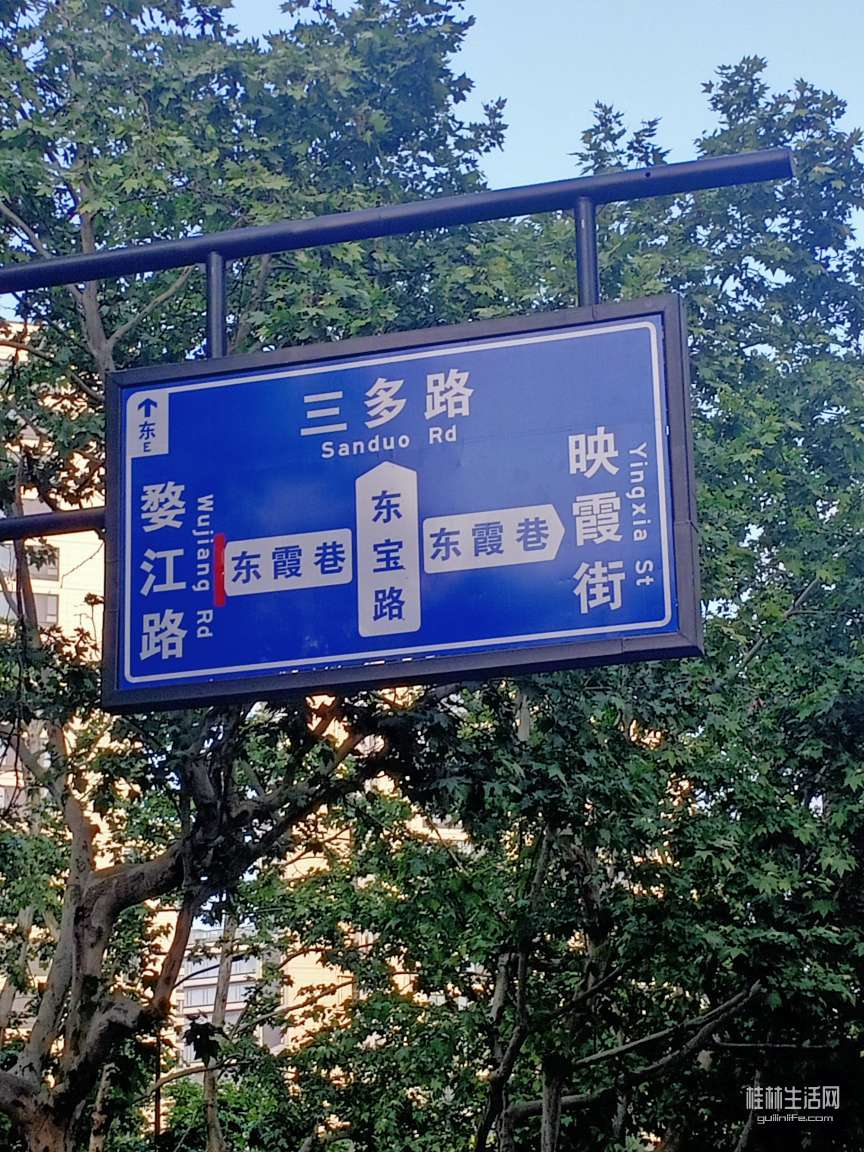 东
E
三多路
Sanduo Rd
婺江路
Wujiang Rd
东霞巷
东宝路
东霞巷
映霞街
Yingxia St
桂林生活网
guilinlife.com